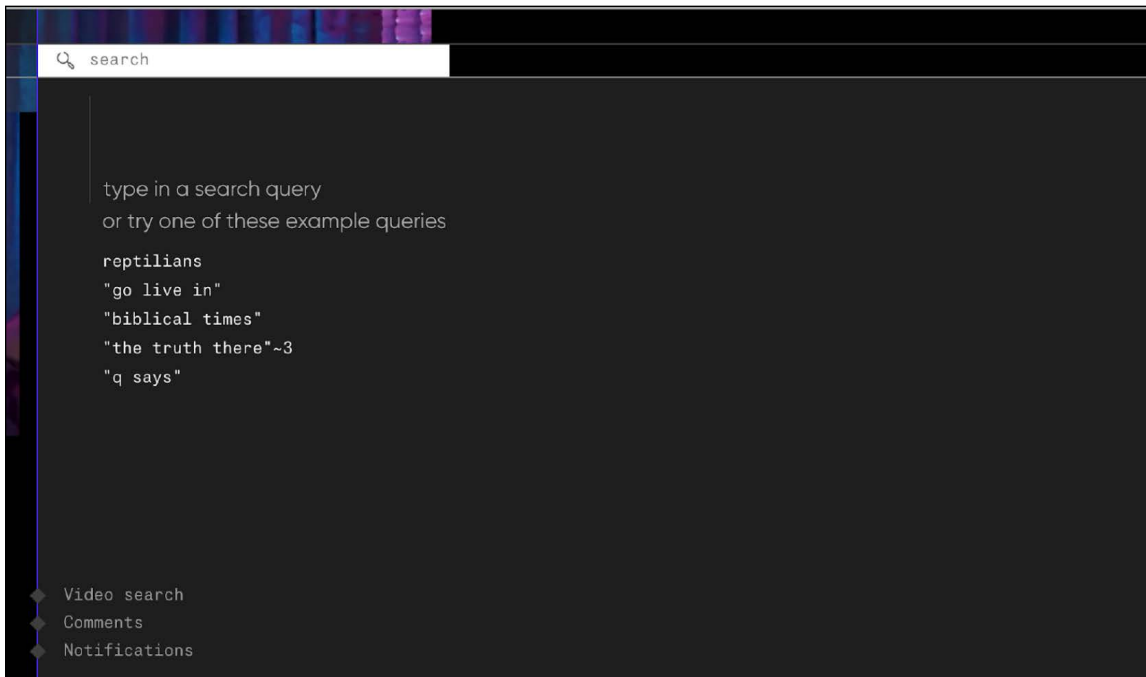 search
type in a search query
or try one of these example queries
reptilians
"go live in"
"biblical times"
"the truth there"~3
"q says"
Video search
Comments
Notifications